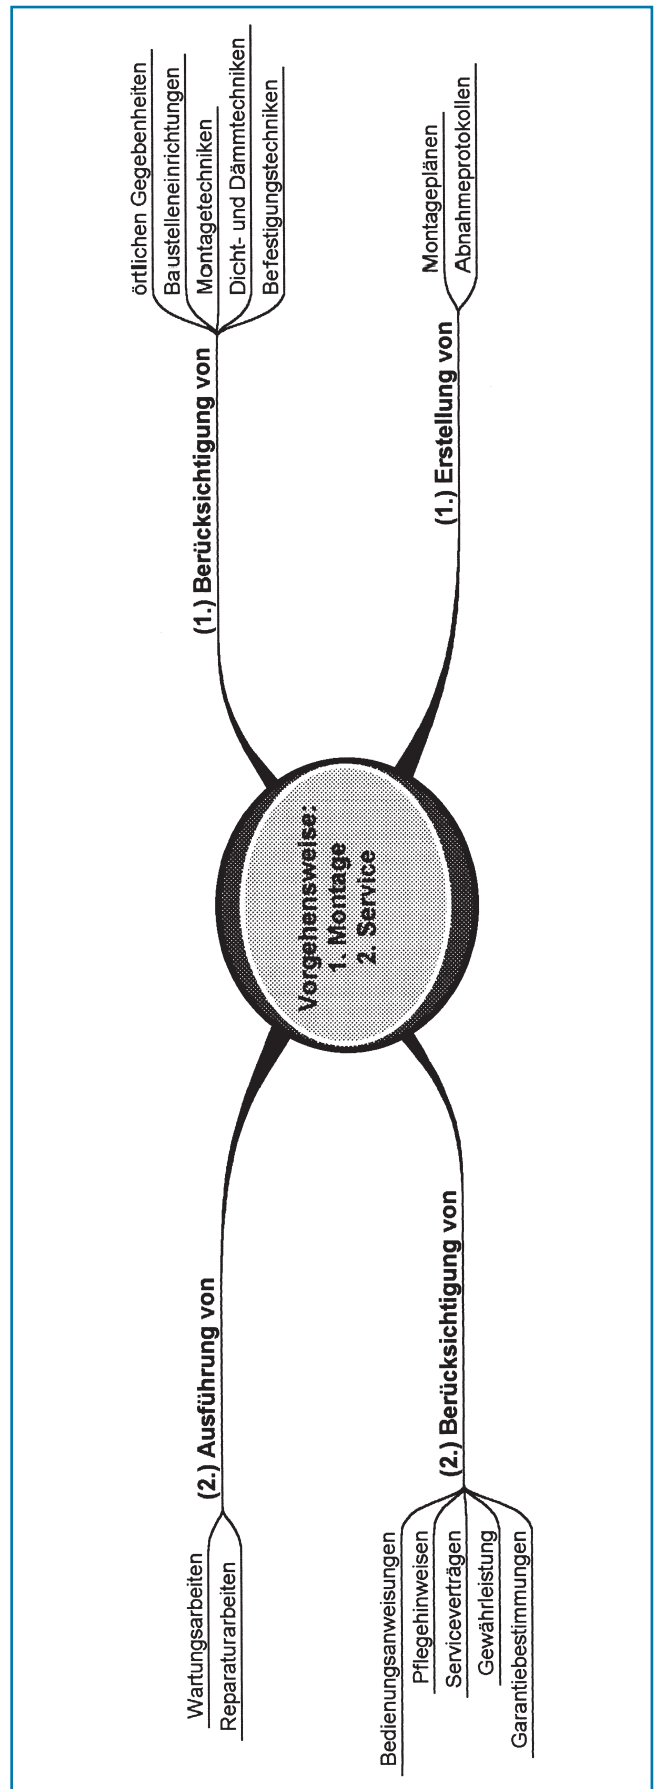 Vorgehensweise:
1. Montage
2. Service
(1.) Berücksichtigung von
örtlichen Gegebenheiten
Baustelleneinrichtungen
Montagetechniken
Dicht- und Dämmtechniken
Befestigungstechniken
(1.) Erstellung von
Montageplänen
Abnahmeprotokollen
(2.) Ausführung von
Wartungsarbeiten
Reparaturarbeiten
(2.) Berücksichtigung von
Bedienungsanweisungen
Pflegehinweisen
Serviceverträgen
Gewährleistung
Garantiebestimmungen